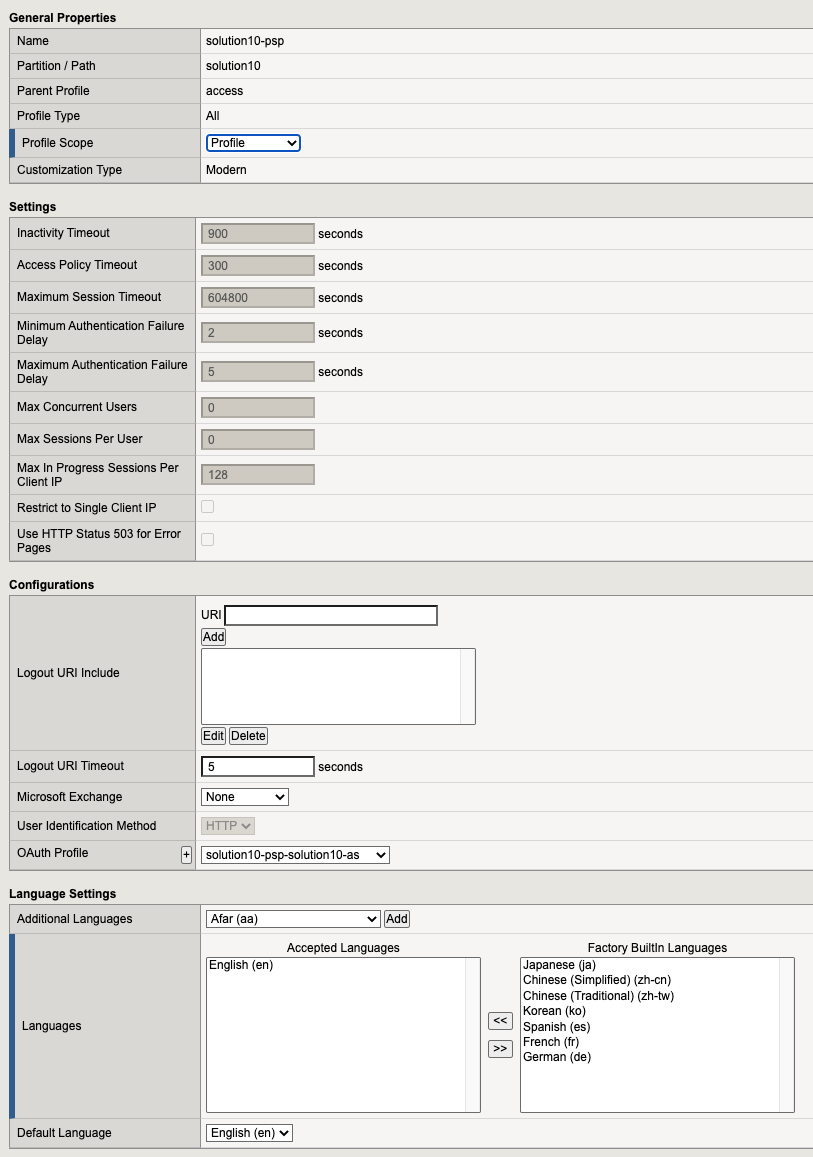 General Properties
Name solution10-psp
Partition / Path solution10
Parent Profile access
Profile Type All
Profile Scope Profile
Customization Type Modern
Settings
Inactivity Timeout 900 seconds
Access Policy Timeout 300 seconds
Maximum Session Timeout 604800 seconds
Minimum Authentication Failure
Delay 2 seconds
Maximum Authentication Failure
Delay 5 seconds
Max Concurrent Users 0
Max Sessions Per User 0
Max In Progress Sessions Per
Client IP 128
Restrict to Single Client IP
Use HTTP Status 503 for Error
Pages
Configurations
Logout URI Include
URI
Add
Edit Delete
Logout URI Timeout 5 seconds
Microsoft Exchange None
User Identification Method HTTP
OAuth Profile + solution10-psp-solution10-as
Language Settings
Additional Languages Afar (aa) Add
Languages
Accepted Languages
English (en)
<<
>>
Factory BuiltIn Languages
Japanese (ja)
Chinese (Simplified) (zh-cn)
Chinese (Traditional) (zh-tw)
Korean (ko)
Spanish (es)
French (fr)
German (de)
Default Language English (en)